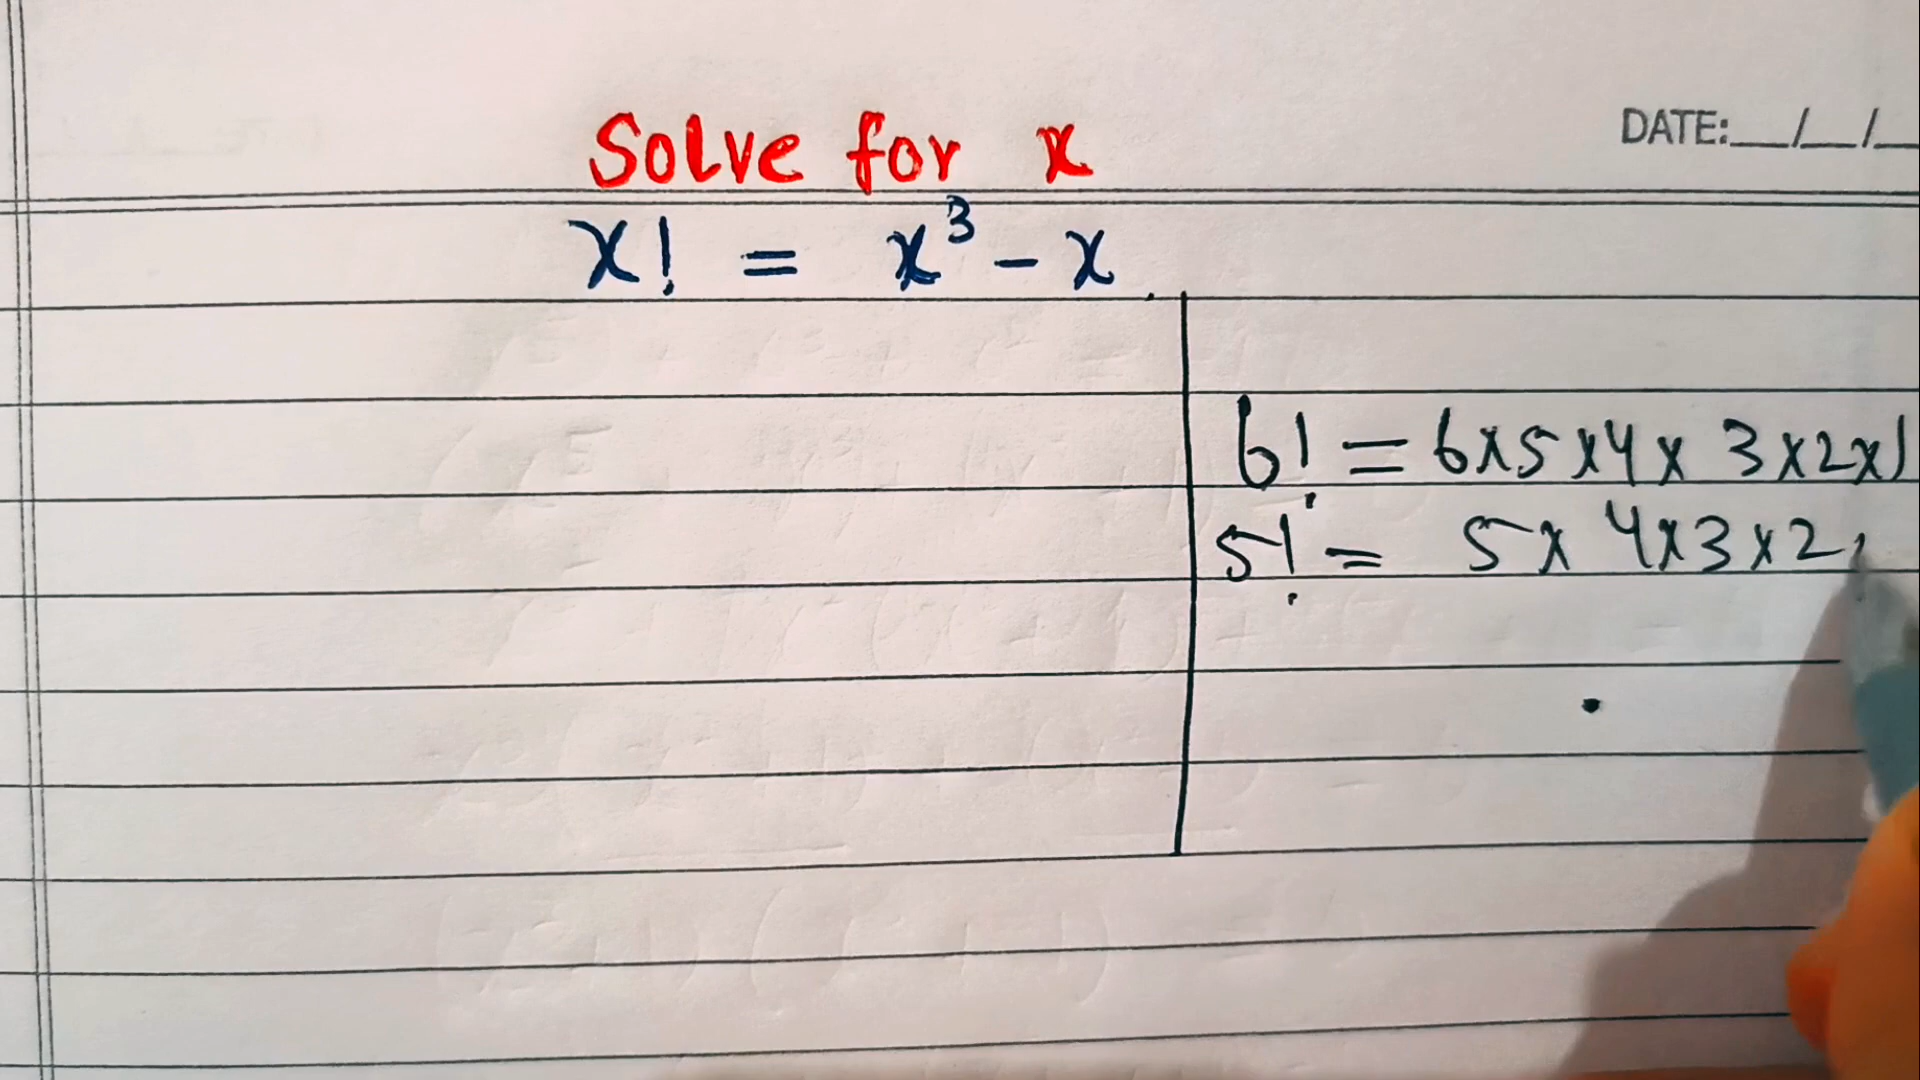 Solve for x
DATE:__/__/__
x! = x³ - x
6! = 6x5x4x3x2x1
5! = 5x4x3x2